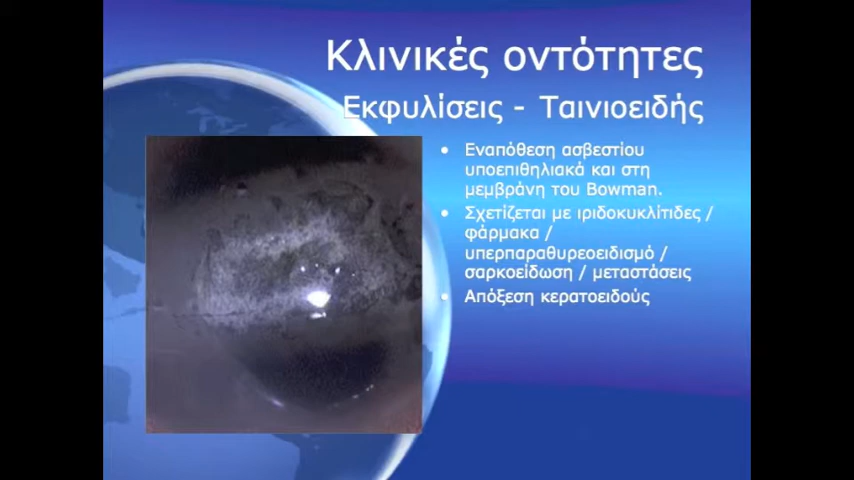 Κλινικές οντότητες
Εκφυλίσεις - Ταινιοειδής
• Εναπόθεση ασβεστίου
υποεπιθηλιακά και στη
μεμβράνη του Bowman.
• Σχετίζεται με ιριδοκυκλίτιδες /
φάρμακα /
υπερπαραθυρεοειδισμό /
σαρκοείδωση / μεταστάσεις
• Απόξεση κερατοειδούς